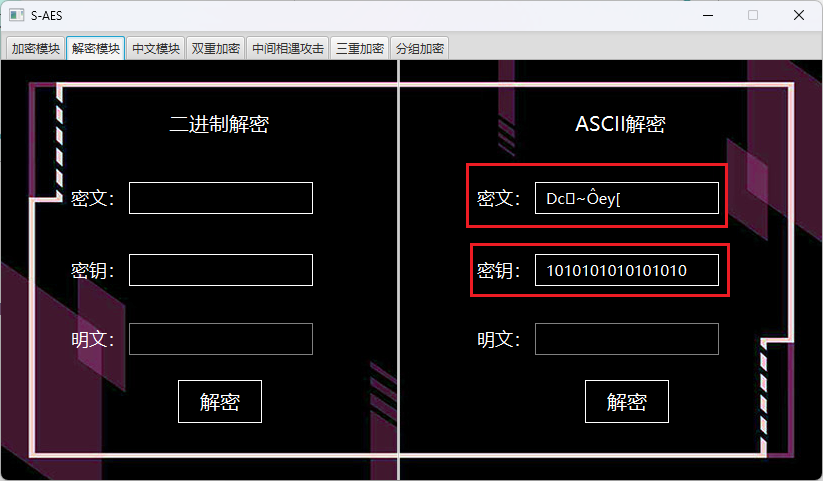 S-AES
加密模块 解密模块 中文模块 双重加密 中间相遇攻击 三重加密 分组加密
二进制解密
密文：
密钥：
明文：
解密
ASCII解密
密文： Dc▯~Ôey[
密钥： 1010101010101010
明文：
解密